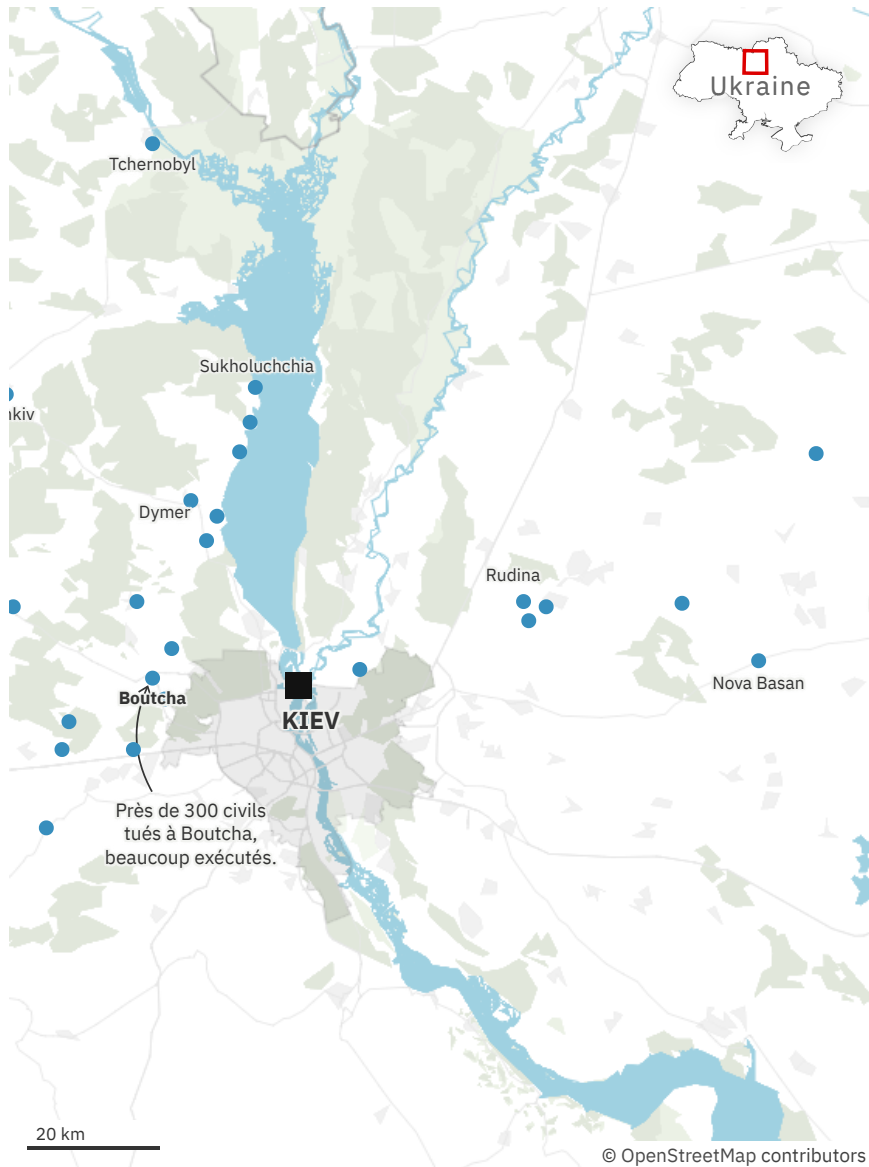 Ukraine
Tchernobyl
Sukholuchchia
nkiv
Dymer
Rudina
Nova Basan
Boutcha
KIEV
Près de 300 civils
tués à Boutcha,
beaucoup exécutés.
20 km
© OpenStreetMap contributors